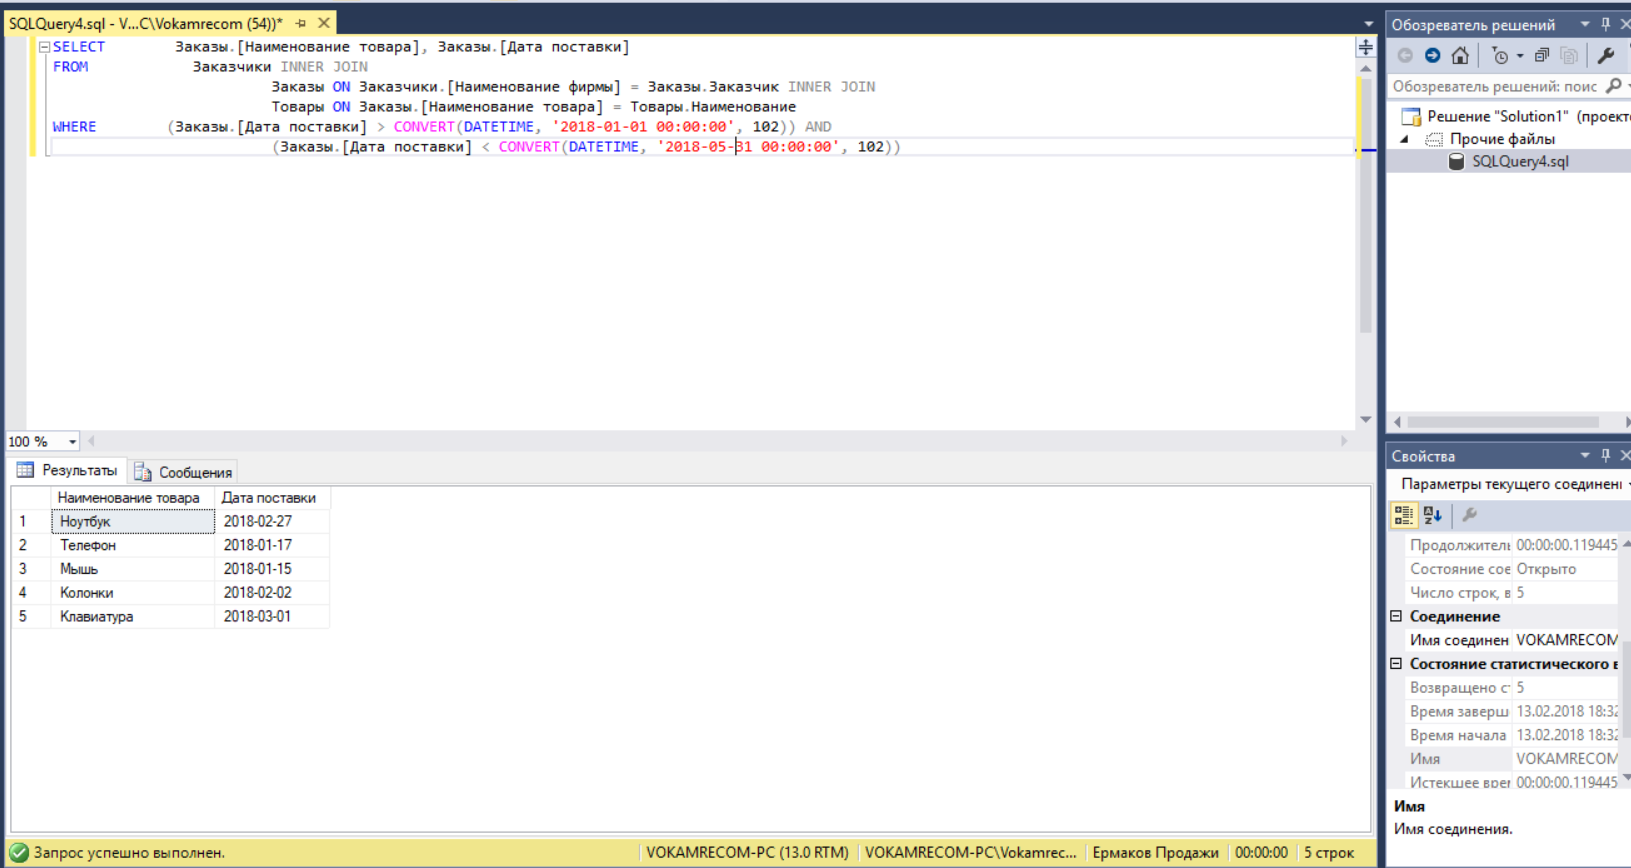 SQLQuery4.sql - V...C\Vokamrecom (54))*
SELECT Заказы.[Наименование товара], Заказы.[Дата поставки]
FROM Заказчики INNER JOIN
Заказы ON Заказчики.[Наименование фирмы] = Заказы.Заказчик INNER JOIN
Товары ON Заказы.[Наименование товара] = Товары.Наименование
WHERE (Заказы.[Дата поставки] > CONVERT(DATETIME, '2018-01-01 00:00:00', 102)) AND
(Заказы.[Дата поставки] < CONVERT(DATETIME, '2018-05-31 00:00:00', 102))
100 %
Результаты Сообщения
Наименование товара Дата поставки
1 Ноутбук 2018-02-27
2 Телефон 2018-01-17
3 Мышь 2018-01-15
4 Колонки 2018-02-02
5 Клавиатура 2018-03-01
Запрос успешно выполнен. VOKAMRECOM-PC (13.0 RTM) VOKAMRECOM-PC\Vokamrec... Ермаков Продажи 00:00:00 5 строк
Обозреватель решений
Обозреватель решений: поис
Решение "Solution1" (проект
Прочие файлы
SQLQuery4.sql
Свойства
Параметры текущего соединен
Продолжитель 00:00:00.119445
Состояние сое Открыто
Число строк, в 5
Соединение
Имя соединен VOKAMRECOM
Состояние статистического в
Возвращено с 5
Время заверш 13.02.2018 18:32
Время начала 13.02.2018 18:32
Имя VOKAMRECOM
Истекшее врег 00:00:00.119445
Имя
Имя соединения.